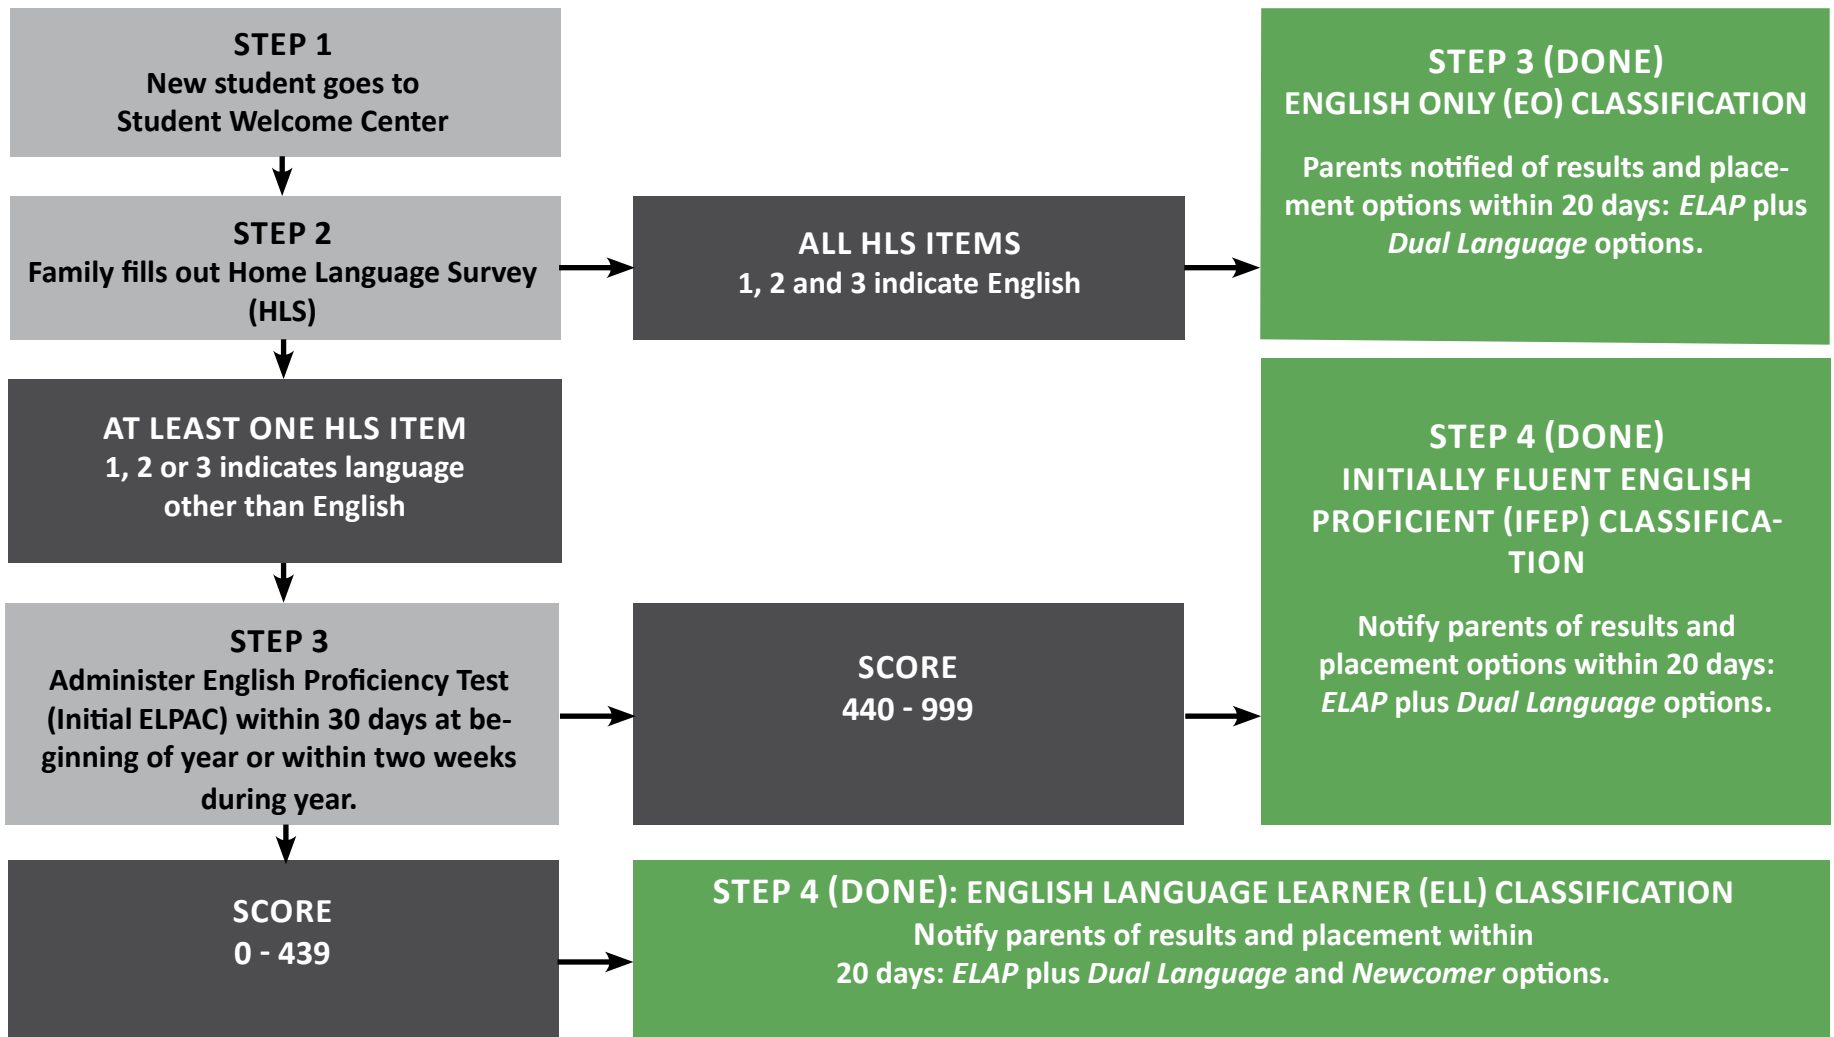 STEP 1
New student goes to
Student Welcome Center
STEP 2
Family fills out Home Language Survey
(HLS)
ALL HLS ITEMS
1, 2 and 3 indicate English
STEP 3 (DONE)
ENGLISH ONLY (EO) CLASSIFICATION
Parents notified of results and place-
ment options within 20 days: ELAP plus
Dual Language options.
AT LEAST ONE HLS ITEM
1, 2 or 3 indicates language
other than English
STEP 3
Administer English Proficiency Test
(Initial ELPAC) within 30 days at be-
ginning of year or within two weeks
during year.
SCORE
440 - 999
STEP 4 (DONE)
INITIALLY FLUENT ENGLISH
PROFICIENT (IFEP) CLASSIFICA-
TION
Notify parents of results and
placement options within 20 days:
ELAP plus Dual Language options.
SCORE
0 - 439
STEP 4 (DONE): ENGLISH LANGUAGE LEARNER (ELL) CLASSIFICATION
Notify parents of results and placement within
20 days: ELAP plus Dual Language and Newcomer options.